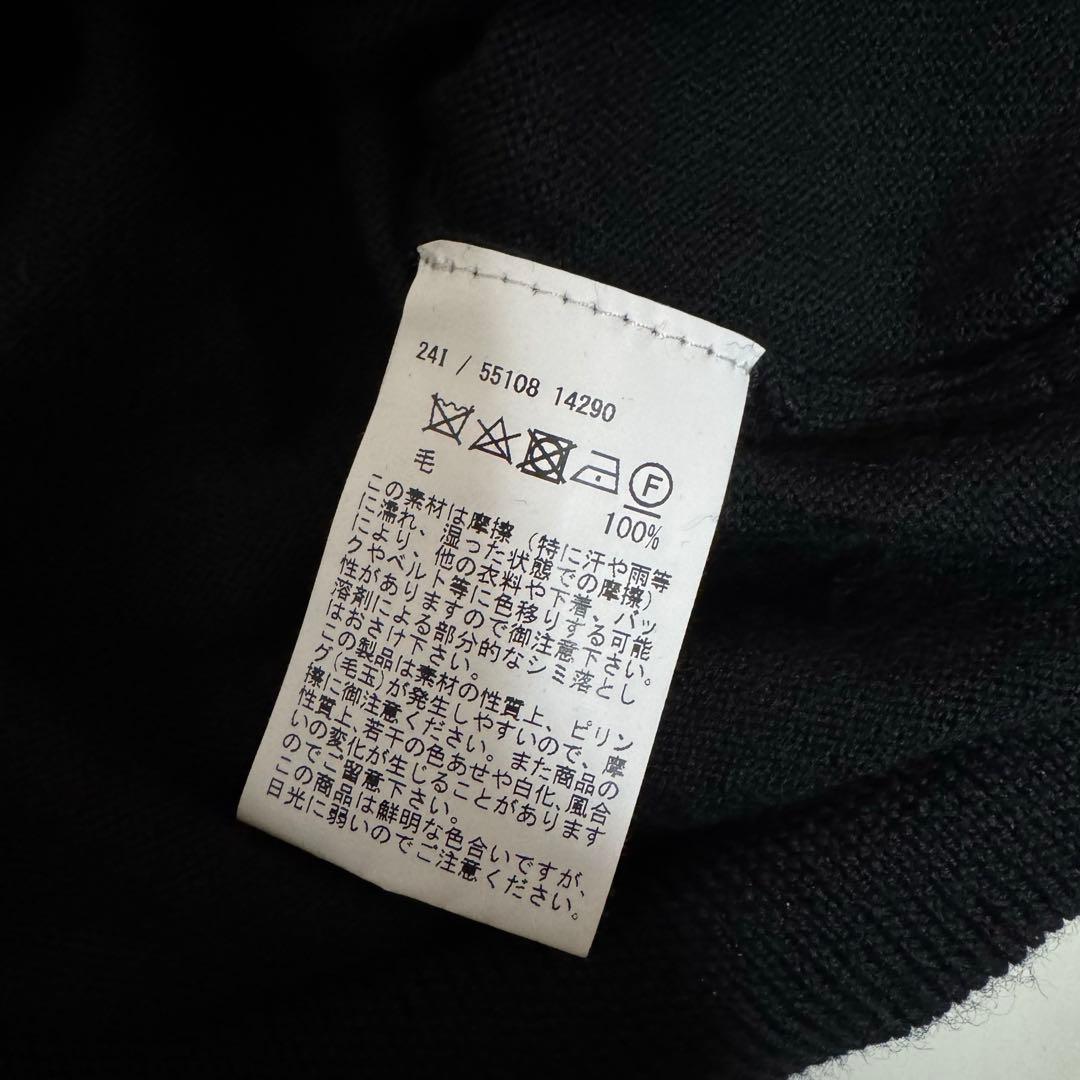 24I / 55108 14290
F
毛
100%
この素材は摩擦（特に汗や雨等
に濡れ、湿った状態での摩擦）
により、他の衣料や下着、バッ
クやベルト等に色移りする可能
性がありますので御注意下さい。
溶剤による部分的なシミ落とし
はおさけ下さい。
この製品は素材の性質上、ピリン
グ(毛玉)が発生しやすいので、摩
擦に御注意ください。また商品の
性質上、若干の色あせや白化、風合
いの変化が生じることがあります
のでご留意下さい。
この商品は鮮明な色合いですが、
日光に弱いのでご注意ください。